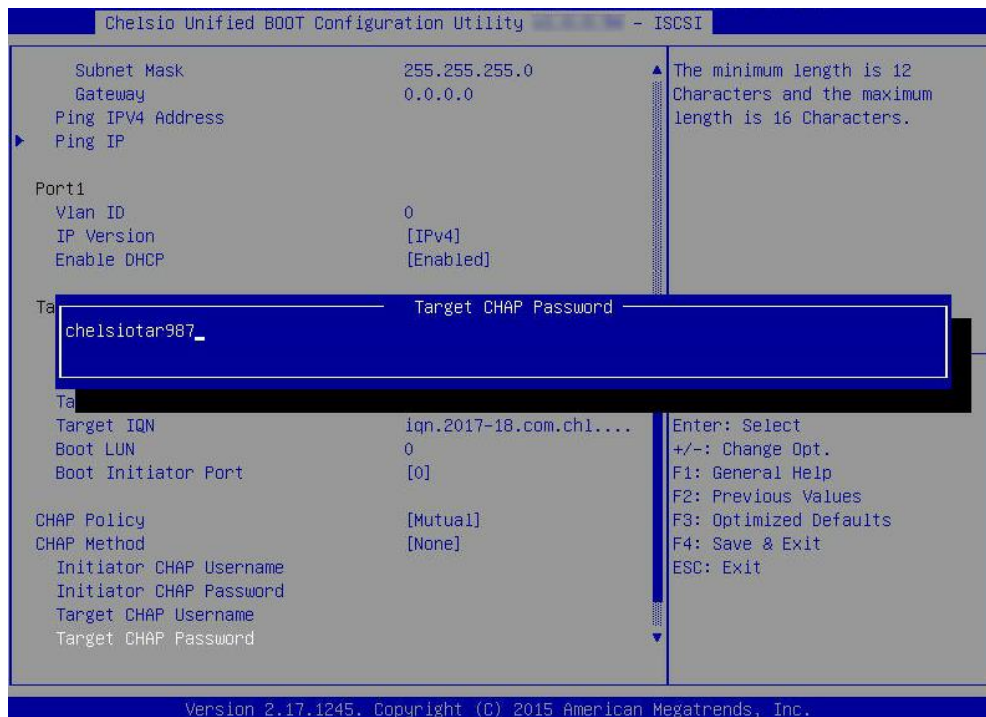 Chelsio Unified BOOT Configuration Utility – ISCSI
Subnet Mask 255.255.255.0
Gateway 0.0.0.0
Ping IPV4 Address
Ping IP
Port1
Vlan ID 0
IP Version [IPv4]
Enable DHCP [Enabled]
The minimum length is 12
Characters and the maximum
length is 16 Characters.
Ta
Target CHAP Password
chelsiotar987_
Ta
Target IQN iqn.2017-18.com.chl....
Boot LUN 0
Boot Initiator Port [0]
CHAP Policy [Mutual]
CHAP Method [None]
Initiator CHAP Username
Initiator CHAP Password
Target CHAP Username
Target CHAP Password
Enter: Select
+/-: Change Opt.
F1: General Help
F2: Previous Values
F3: Optimized Defaults
F4: Save & Exit
ESC: Exit
Version 2.17.1245. Copyright (C) 2015 American Megatrends, Inc.